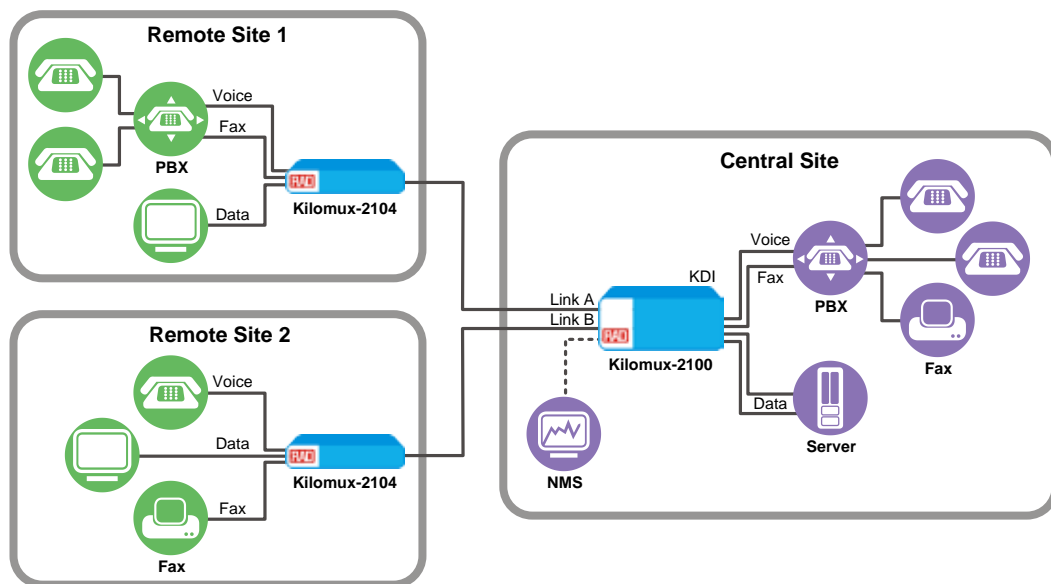 Remote Site 1
Voice
Fax
PBX
RAD
Data
Kilomux-2104
Remote Site 2
Voice
Data
RAD
Kilomux-2104
Fax
Fax
Central Site
Voice
KDI
Fax
PBX
Link A
Link B
RAD
Kilomux-2100
Fax
Data
Server
NMS